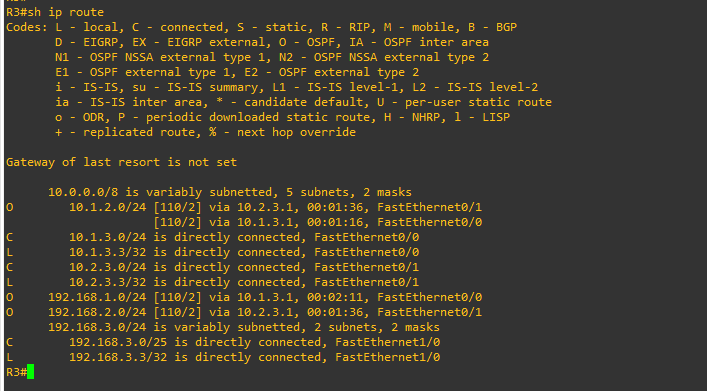 R3#sh ip route
Codes: L - local, C - connected, S - static, R - RIP, M - mobile, B - BGP
       D - EIGRP, EX - EIGRP external, O - OSPF, IA - OSPF inter area
       N1 - OSPF NSSA external type 1, N2 - OSPF NSSA external type 2
       E1 - OSPF external type 1, E2 - OSPF external type 2
       i - IS-IS, su - IS-IS summary, L1 - IS-IS level-1, L2 - IS-IS level-2
       ia - IS-IS inter area, * - candidate default, U - per-user static route
       o - ODR, P - periodic downloaded static route, H - NHRP, l - LISP
       + - replicated route, % - next hop override
Gateway of last resort is not set
      10.0.0.0/8 is variably subnetted, 5 subnets, 2 masks
O        10.1.2.0/24 [110/2] via 10.2.3.1, 00:01:36, FastEthernet0/1
                     [110/2] via 10.1.3.1, 00:01:16, FastEthernet0/0
C        10.1.3.0/24 is directly connected, FastEthernet0/0
L        10.1.3.3/32 is directly connected, FastEthernet0/0
C        10.2.3.0/24 is directly connected, FastEthernet0/1
L        10.2.3.3/32 is directly connected, FastEthernet0/1
O     192.168.1.0/24 [110/2] via 10.1.3.1, 00:02:11, FastEthernet0/0
O     192.168.2.0/24 [110/2] via 10.2.3.1, 00:01:36, FastEthernet0/1
      192.168.3.0/24 is variably subnetted, 2 subnets, 2 masks
C        192.168.3.0/25 is directly connected, FastEthernet1/0
L        192.168.3.3/32 is directly connected, FastEthernet1/0
R3#